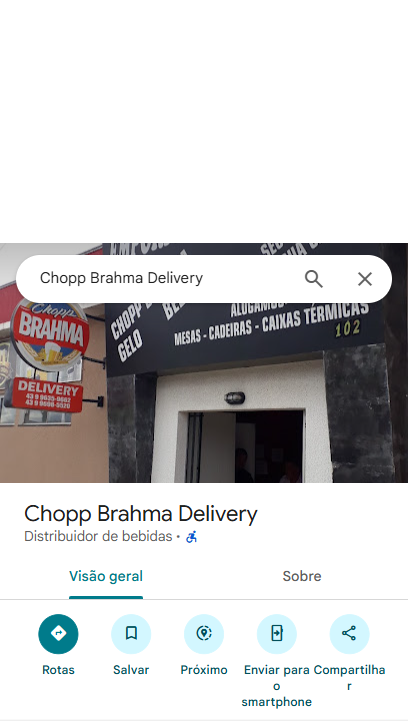 Chopp Brahma Delivery
Chopp
BRAHMA
DELIVERY
CHOPP
GELO
ALUGAMOS
MESAS - CADEIRAS - CAIXAS TÉRMICAS
102
Chopp Brahma Delivery
Distribuidor de bebidas •
Visão geral
Sobre
Rotas
Salvar
Próximo
Enviar para
o
smartphone
Compartilha
r